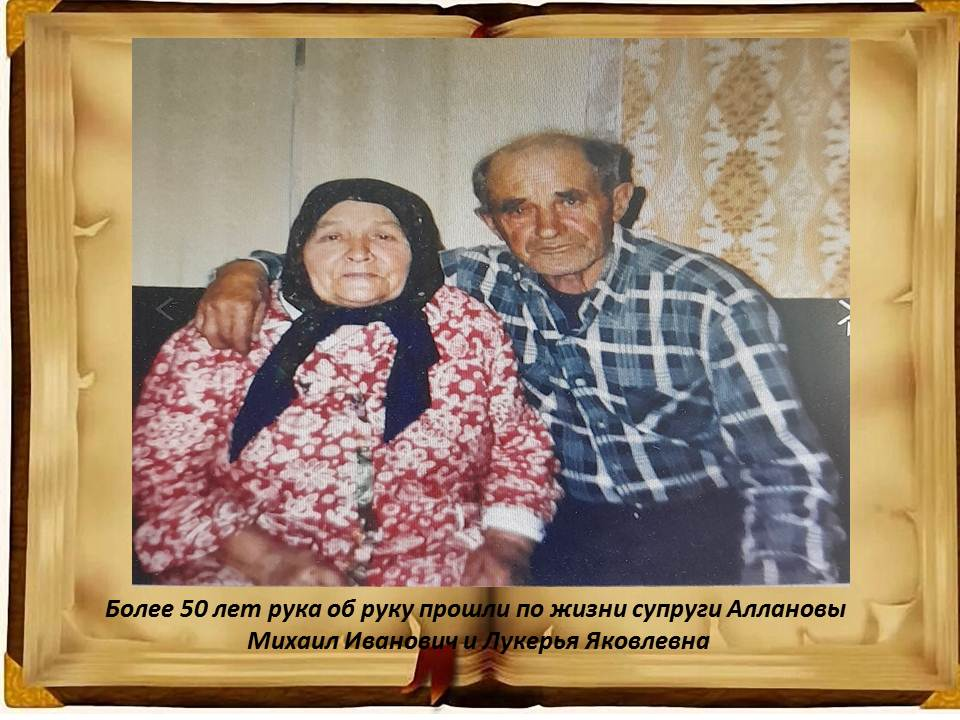 Более 50 лет рука об руку прошли по жизни супруги Аллановы
Михаил Иванович и Лукерья Яковлевна